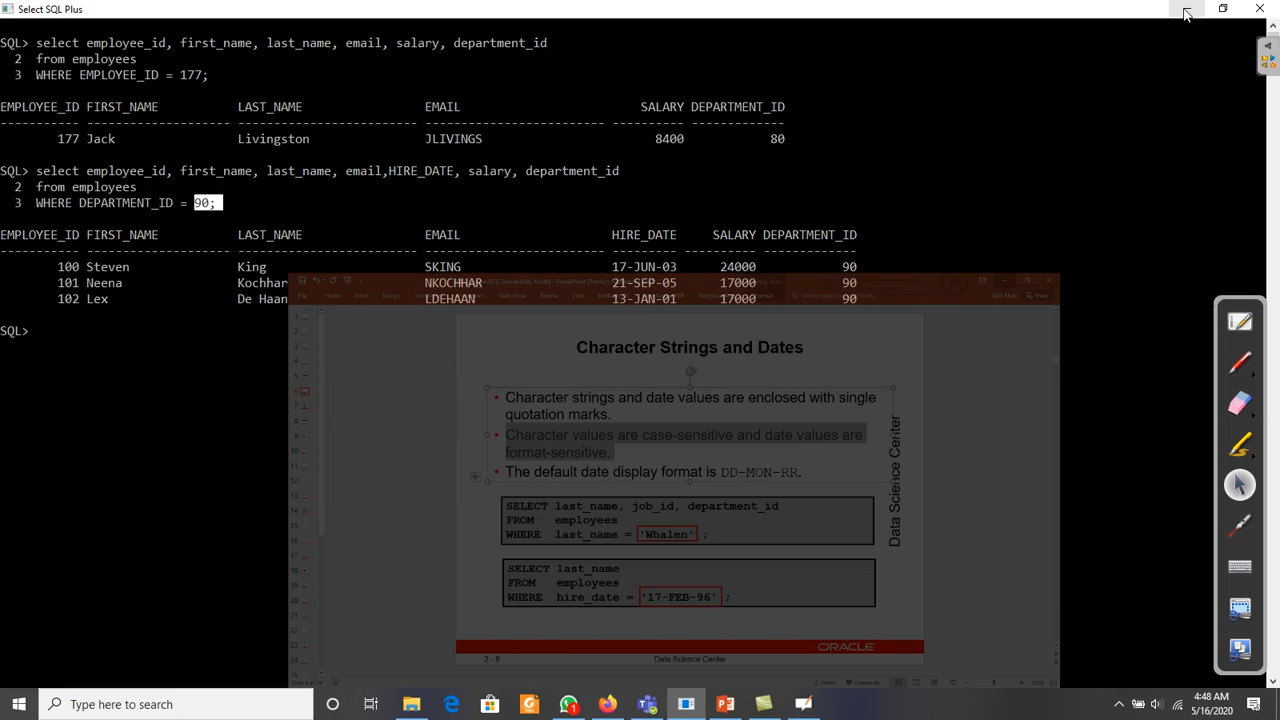 Select SQL Plus
SQL> select employee_id, first_name, last_name, email, salary, department_id
2 from employees
3 WHERE EMPLOYEE_ID = 177;
EMPLOYEE_ID FIRST_NAME LAST_NAME EMAIL SALARY DEPARTMENT_ID
----------- -------------------- ------------------------- ------------------------- ---------- -------------
177 Jack Livingston JLIVINGS 8400 80
SQL> select employee_id, first_name, last_name, email,HIRE_DATE, salary, department_id
2 from employees
3 WHERE DEPARTMENT_ID = 90;
EMPLOYEE_ID FIRST_NAME LAST_NAME EMAIL HIRE_DATE SALARY DEPARTMENT_ID
----------- -------------------- ------------------------- ------------------------- --------- ---------- -------------
100 Steven King SKING 17-JUN-03 24000 90
101 Neena Kochhar NKOCHHAR 21-SEP-05 17000 90
102 Lex De Haan LDEHAAN 13-JAN-01 17000 90
SQL>
Character Strings and Dates
• Character strings and date values are enclosed with single
quotation marks.
• Character values are case-sensitive and date values are
format-sensitive.
• The default date display format is DD-MON-RR.
SELECT last_name, job_id, department_id
FROM employees
WHERE last_name = 'Whalen' ;
SELECT last_name
FROM employees
WHERE hire_date = '17-FEB-96' ;
Data Science Center
ORACLE
2 - 6
Data Science Center
Type here to search
4:48 AM
5/16/2020